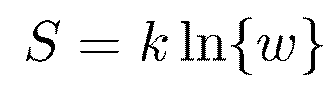 S = k ln{w}